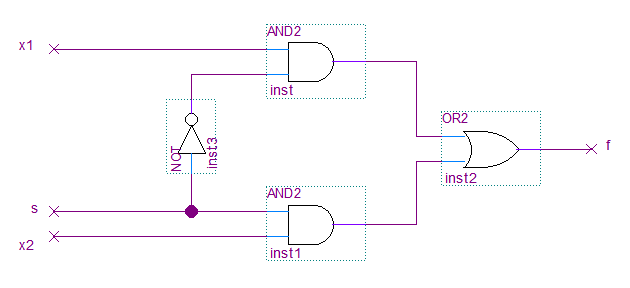 x1
AND2
inst
NOT
inst3
OR2
f
inst2
s
AND2
x2
inst1